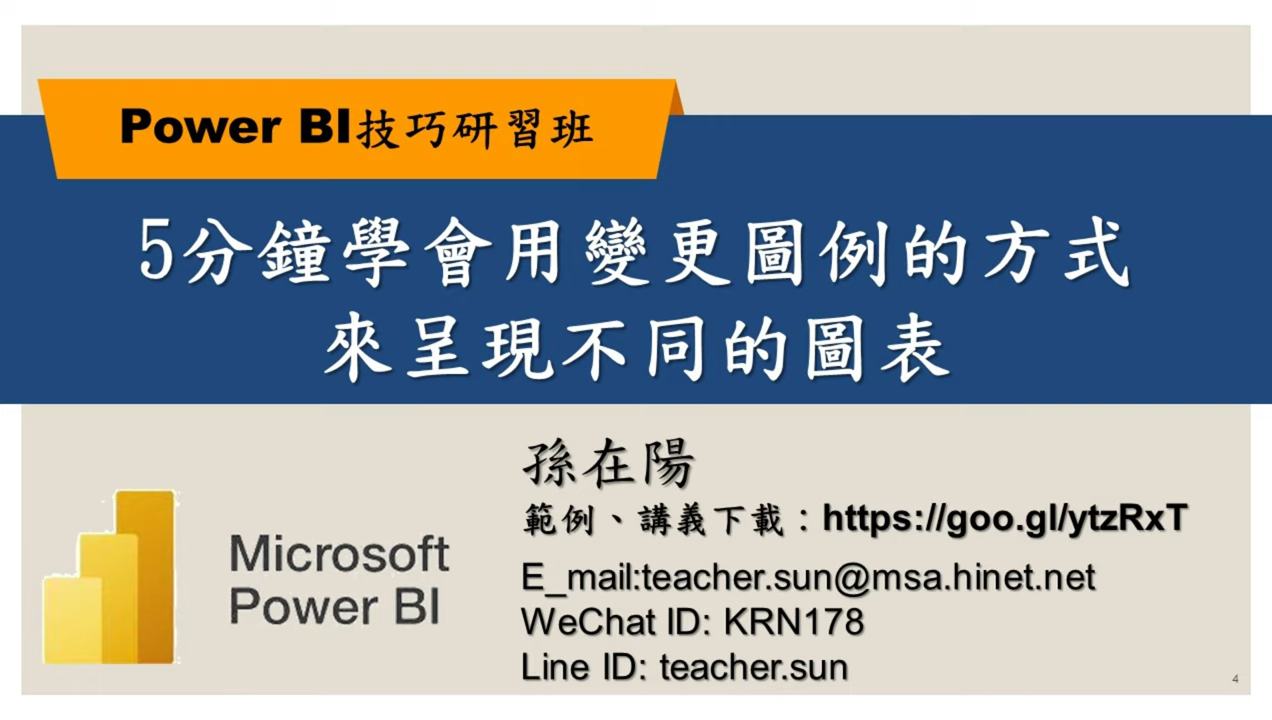 Power BI技巧研習班
5分鐘學會用變更圖例的方式
來呈現不同的圖表
孫在陽
範例、講義下載：https://goo.gl/ytzRxT
Microsoft
Power BI
E_mail:teacher.sun@msa.hinet.net
WeChat ID: KRN178
Line ID: teacher.sun
4